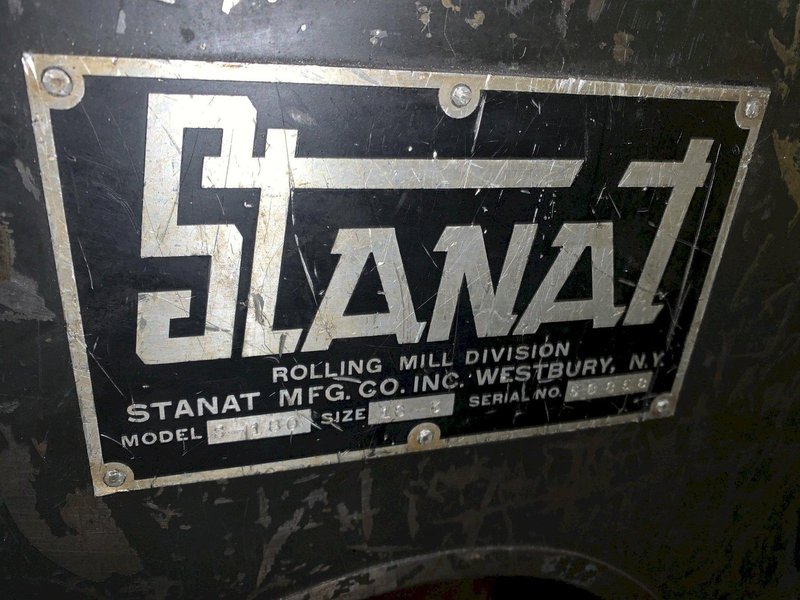 STANAT
ROLLING MILL DIVISION
STANAT MFG. CO. INC. WESTBURY, N.Y.
MODEL SIZE SERIAL NO.